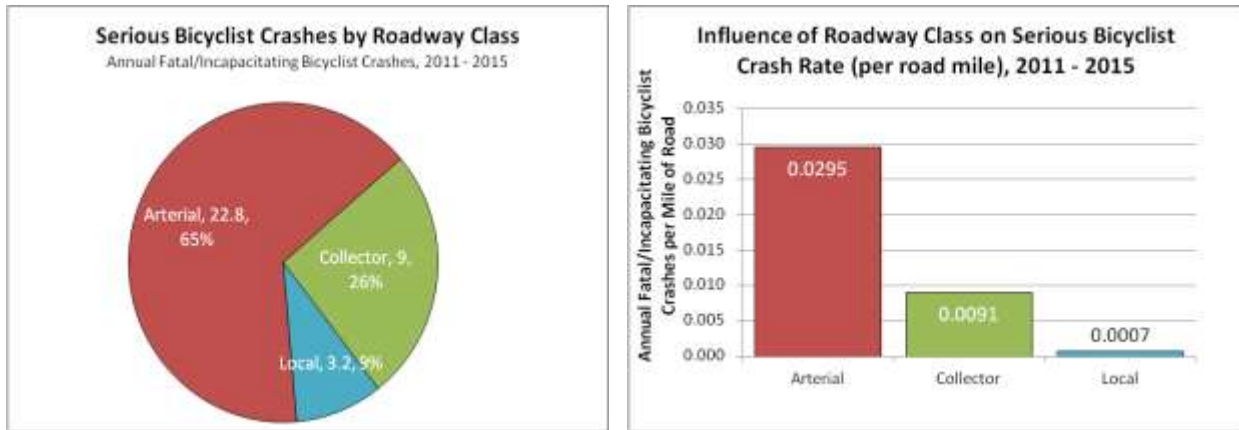 Serious Bicyclist Crashes by Roadway Class
Annual Fatal/Incapacitating Bicyclist Crashes, 2011 - 2015
Arterial, 22.8,
65%
Collector, 9,
26%
Local, 3.2, 9%
Influence of Roadway Class on Serious Bicyclist
Crash Rate (per road mile), 2011 - 2015
Annual Fatal/Incapacitating Bicyclist
Crashes per Mile of Road
0.035
0.030
0.025
0.020
0.015
0.010
0.005
0.000
0.0295
0.0091
0.0007
Arterial
Collector
Local